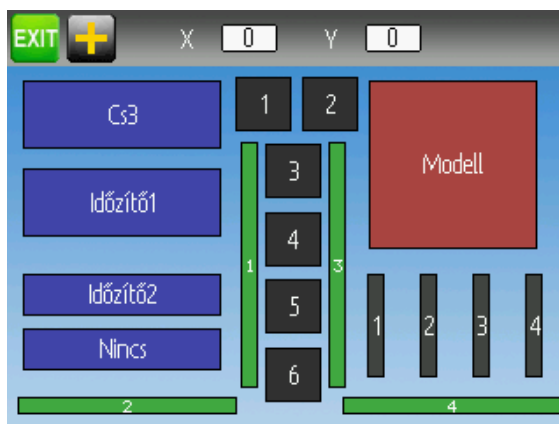 EXIT X 0 Y 0
Cs3
1 2
Modell
3
Időzítő1
4
1 3
Időzítő2
5
1 2 3 4
Nincs
6
2 4